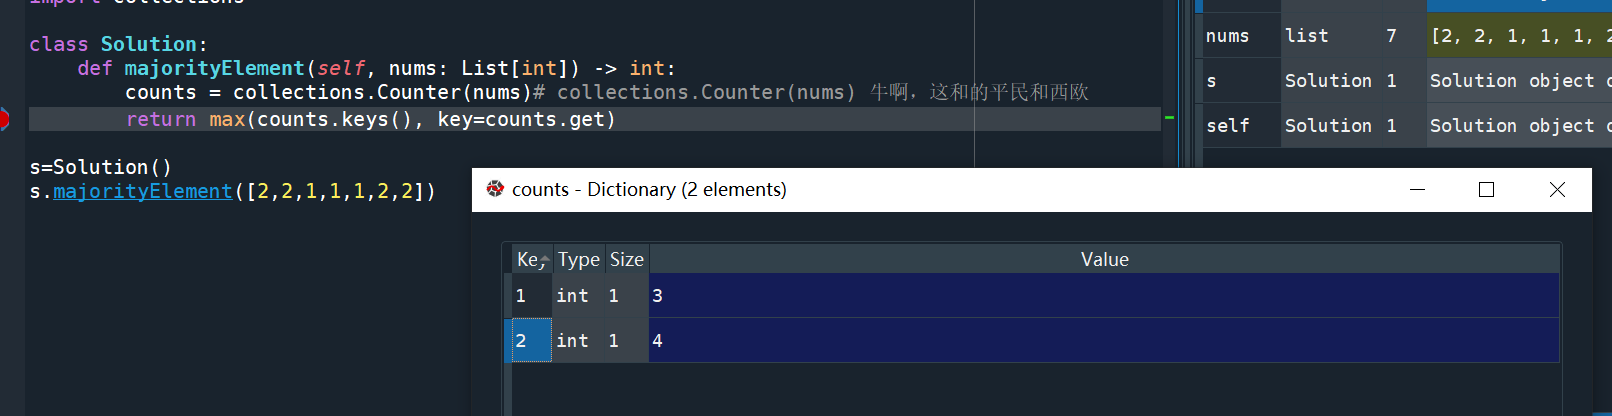 import collections
class Solution:
def majorityElement(self, nums: List[int]) -> int:
counts = collections.Counter(nums)# collections.Counter(nums) 牛啊，这和的平民和西欧
return max(counts.keys(), key=counts.get)
s=Solution()
s.majorityElement([2,2,1,1,1,2,2])
nums list 7 [2, 2, 1, 1, 1, 2
s Solution 1 Solution object
self Solution 1 Solution object
counts - Dictionary (2 elements)
Type Size Value
1 int 1 3
2 int 1 4